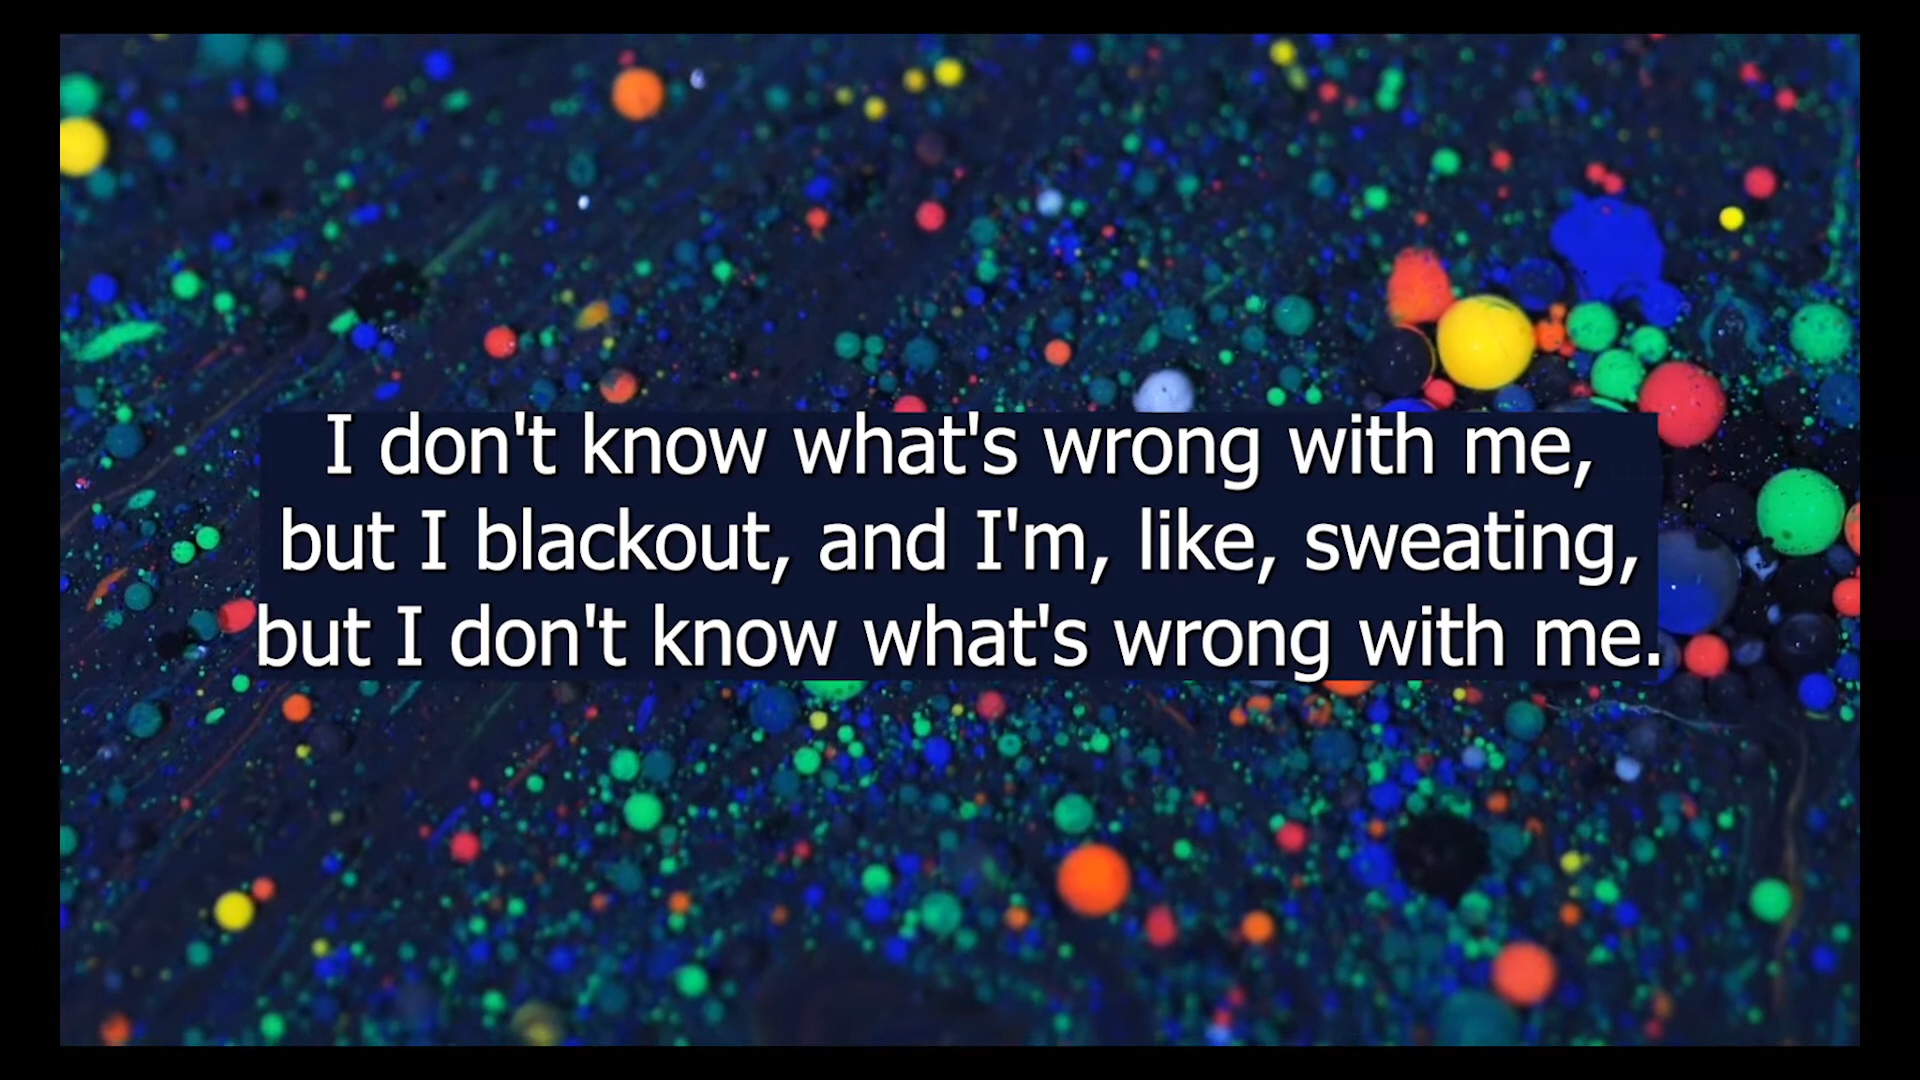 I don't know what's wrong with me,
but I blackout, and I'm, like, sweating,
but I don't know what's wrong with me.